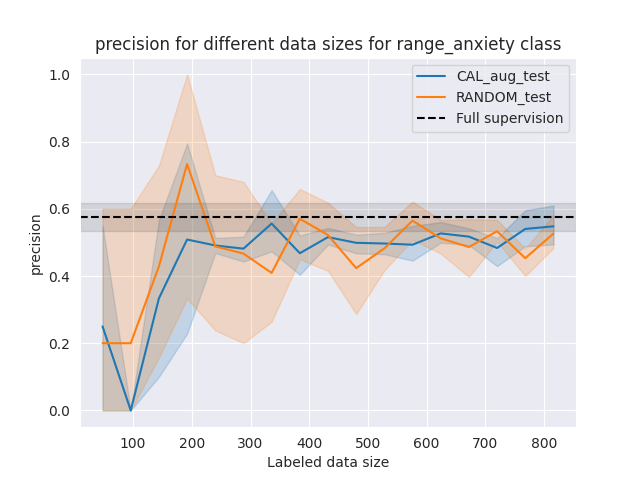 precision for different data sizes for range_anxiety class
CAL_aug_test
RANDOM_test
Full supervision
precision
1.0
0.8
0.6
0.4
0.2
0.0
100 200 300 400 500 600 700 800
Labeled data size